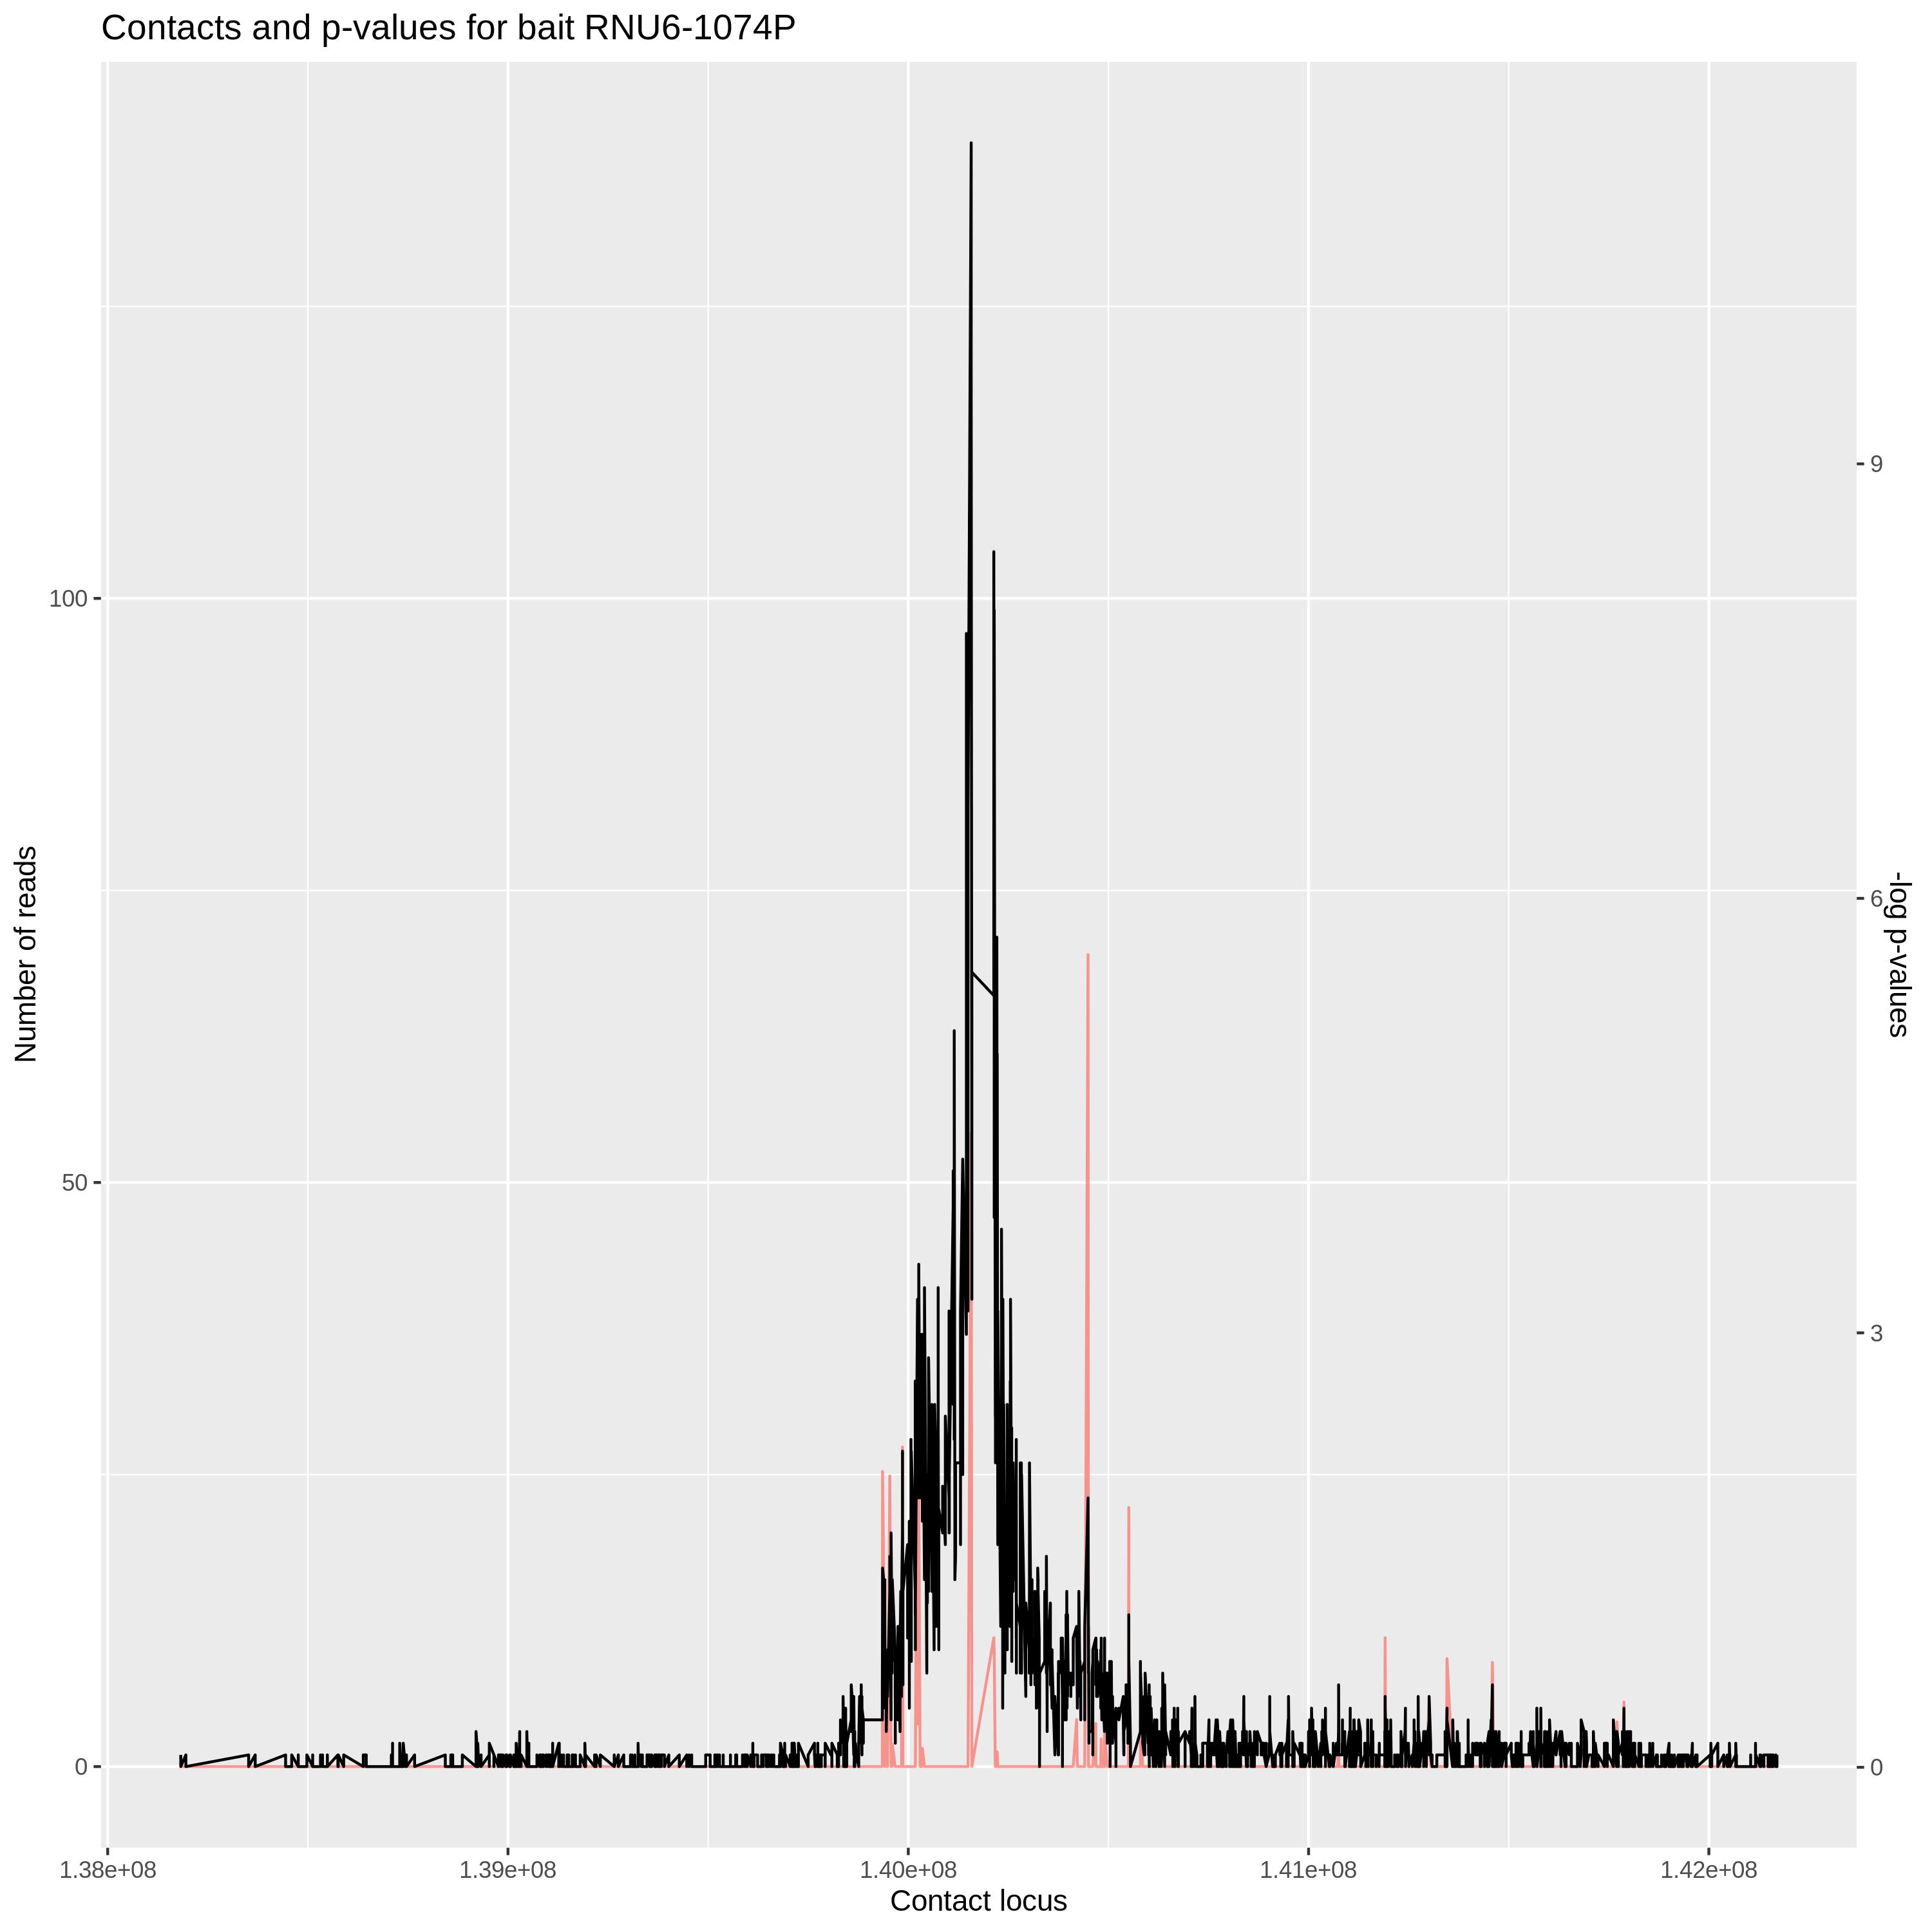 Contacts and p-values for bait RNU6-1074P
100
50
0
Number of reads
9
6
3
0
-log p-values
1.38e+08
1.39e+08
1.40e+08
1.41e+08
1.42e+08
Contact locus